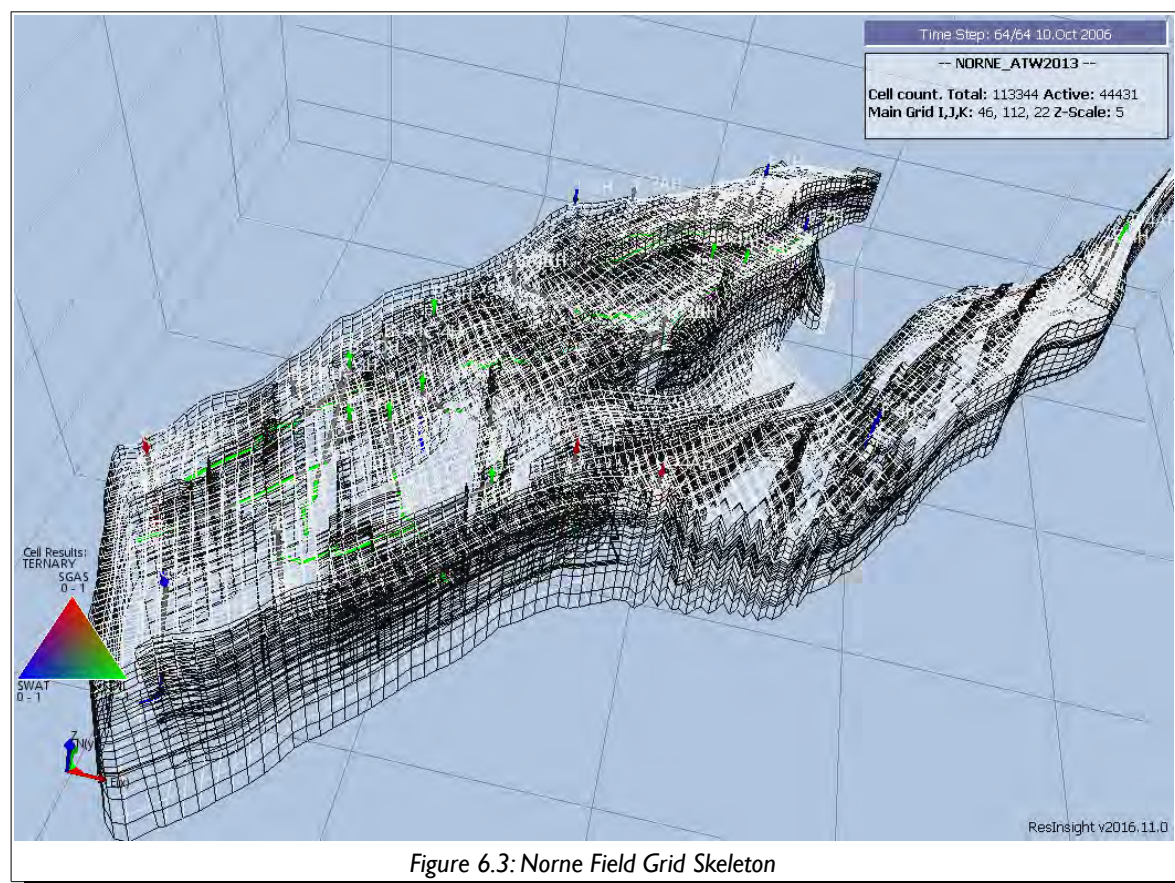 Time Step: 64/64 10.Oct 2006
-- NORNE_ATW2013 --
Cell count. Total: 113344 Active: 44431
Main Grid I,J,K: 46, 112, 22 Z-Scale: 5
Cell Results:
TERNARY
SGAS
0 - 1
SWAT
0 - 1
Z
N(y)
E(x)
ResInsight v2016.11.0
Figure 6.3: Norne Field Grid Skeleton